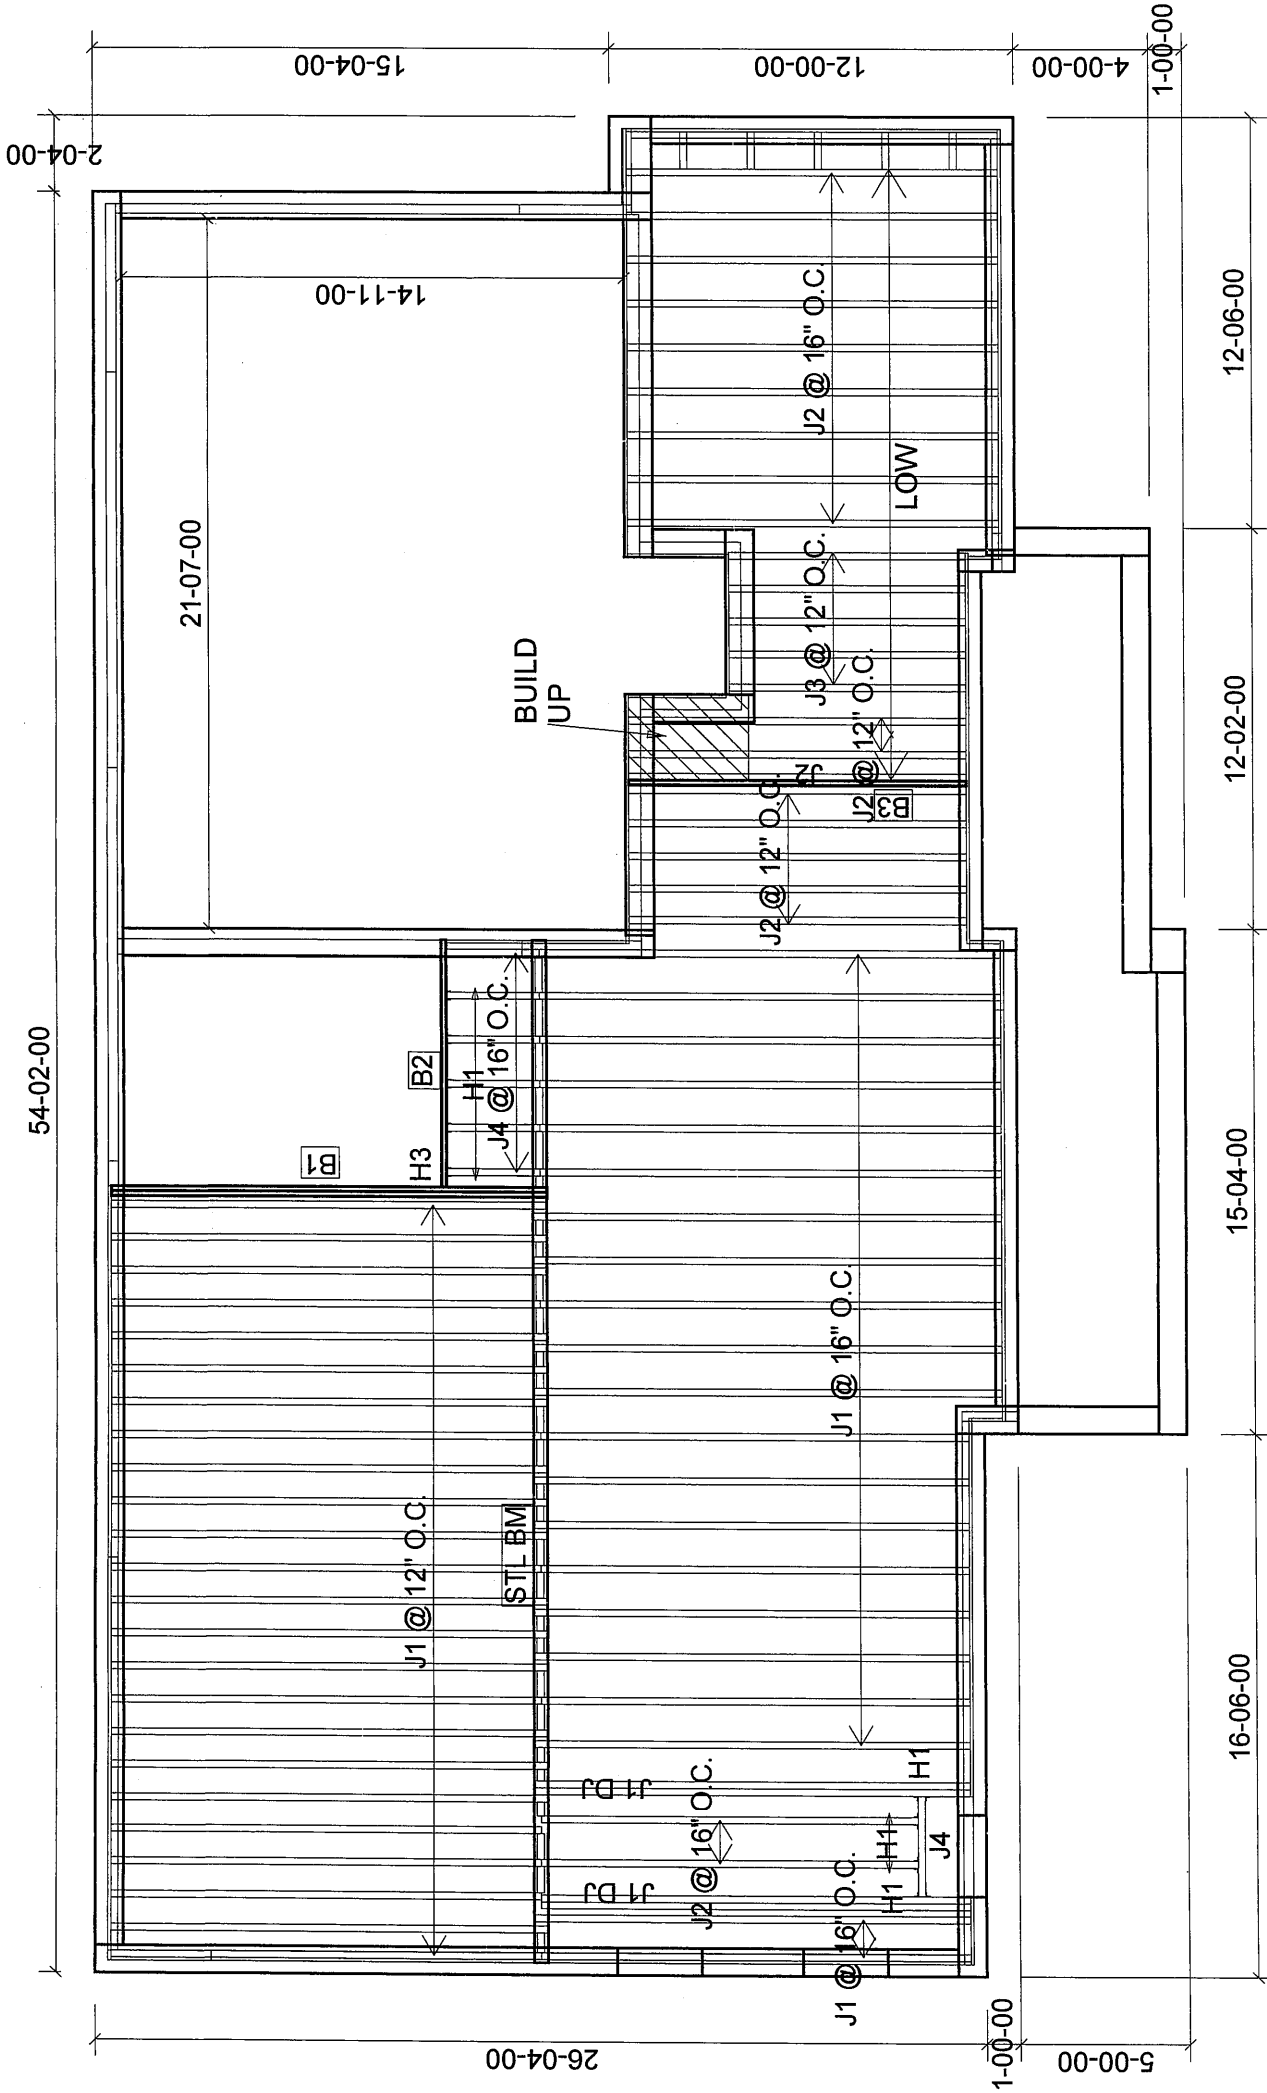 54-02-00
2-04-00
15-04-00
12-00-00
4-00-00
1-00-00
21-07-00
14-11-00
BUILD
UP
J2 @ 16" O.C.
LOW
J3 @ 12" O.C.
J2 @ 12" O.C.
J2
B3
J2 @ 12" O.C.
B2
H1
J4 @ 16" O.C.
H3
B1
J1 @ 12" O.C.
STL BM
J1 @ 16" O.C.
J1 DJ
J1 DJ
J2 @ 16" O.C.
H1
H1
H1
J4
J1 @ 16" O.C.
26-04-00
1-00-00
5-00-00
16-06-00
15-04-00
12-02-00
12-06-00